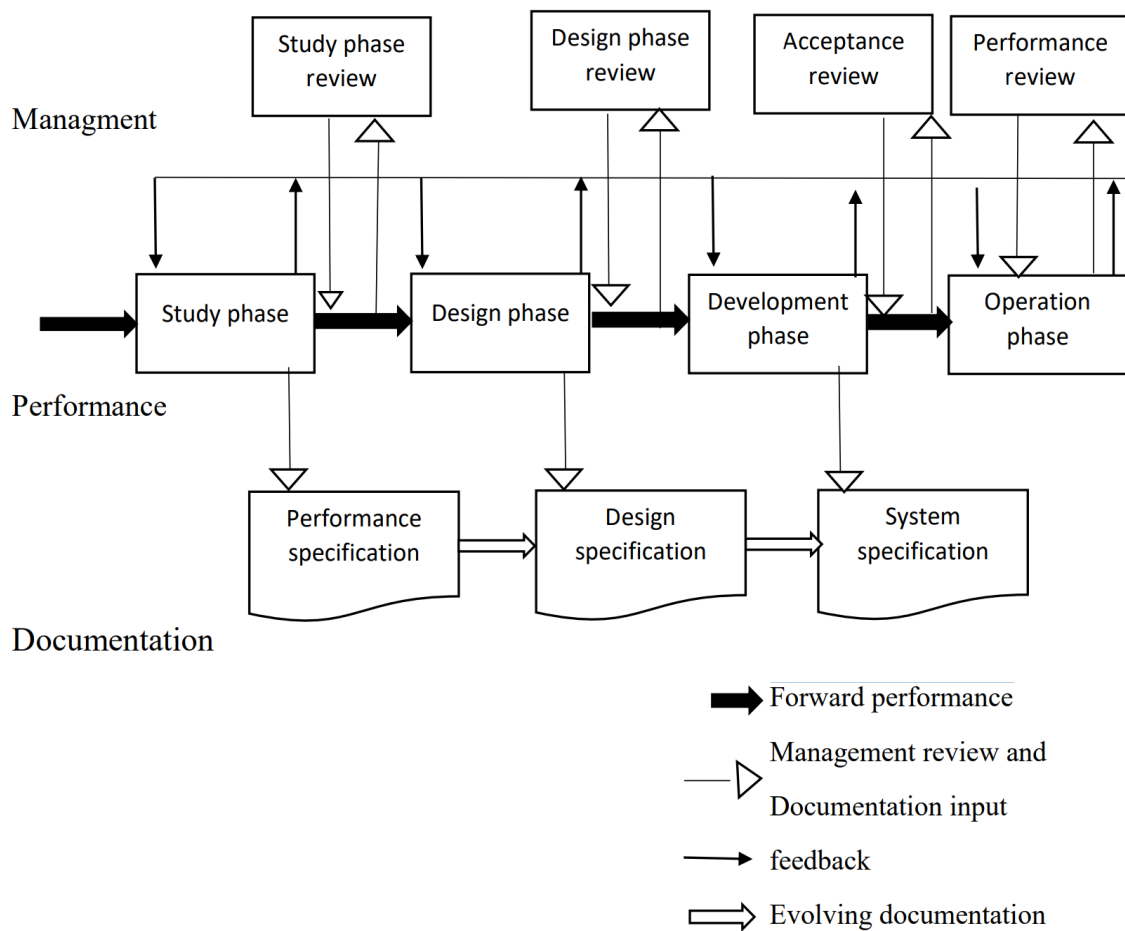 Study phase
review
Design phase
review
Acceptance
review
Performance
review
Managment
Study phase
Design phase
Development
phase
Operation
phase
Performance
Performance
specification
Design
specification
System
specification
Documentation
Forward performance
Management review and
Documentation input
feedback
Evolving documentation